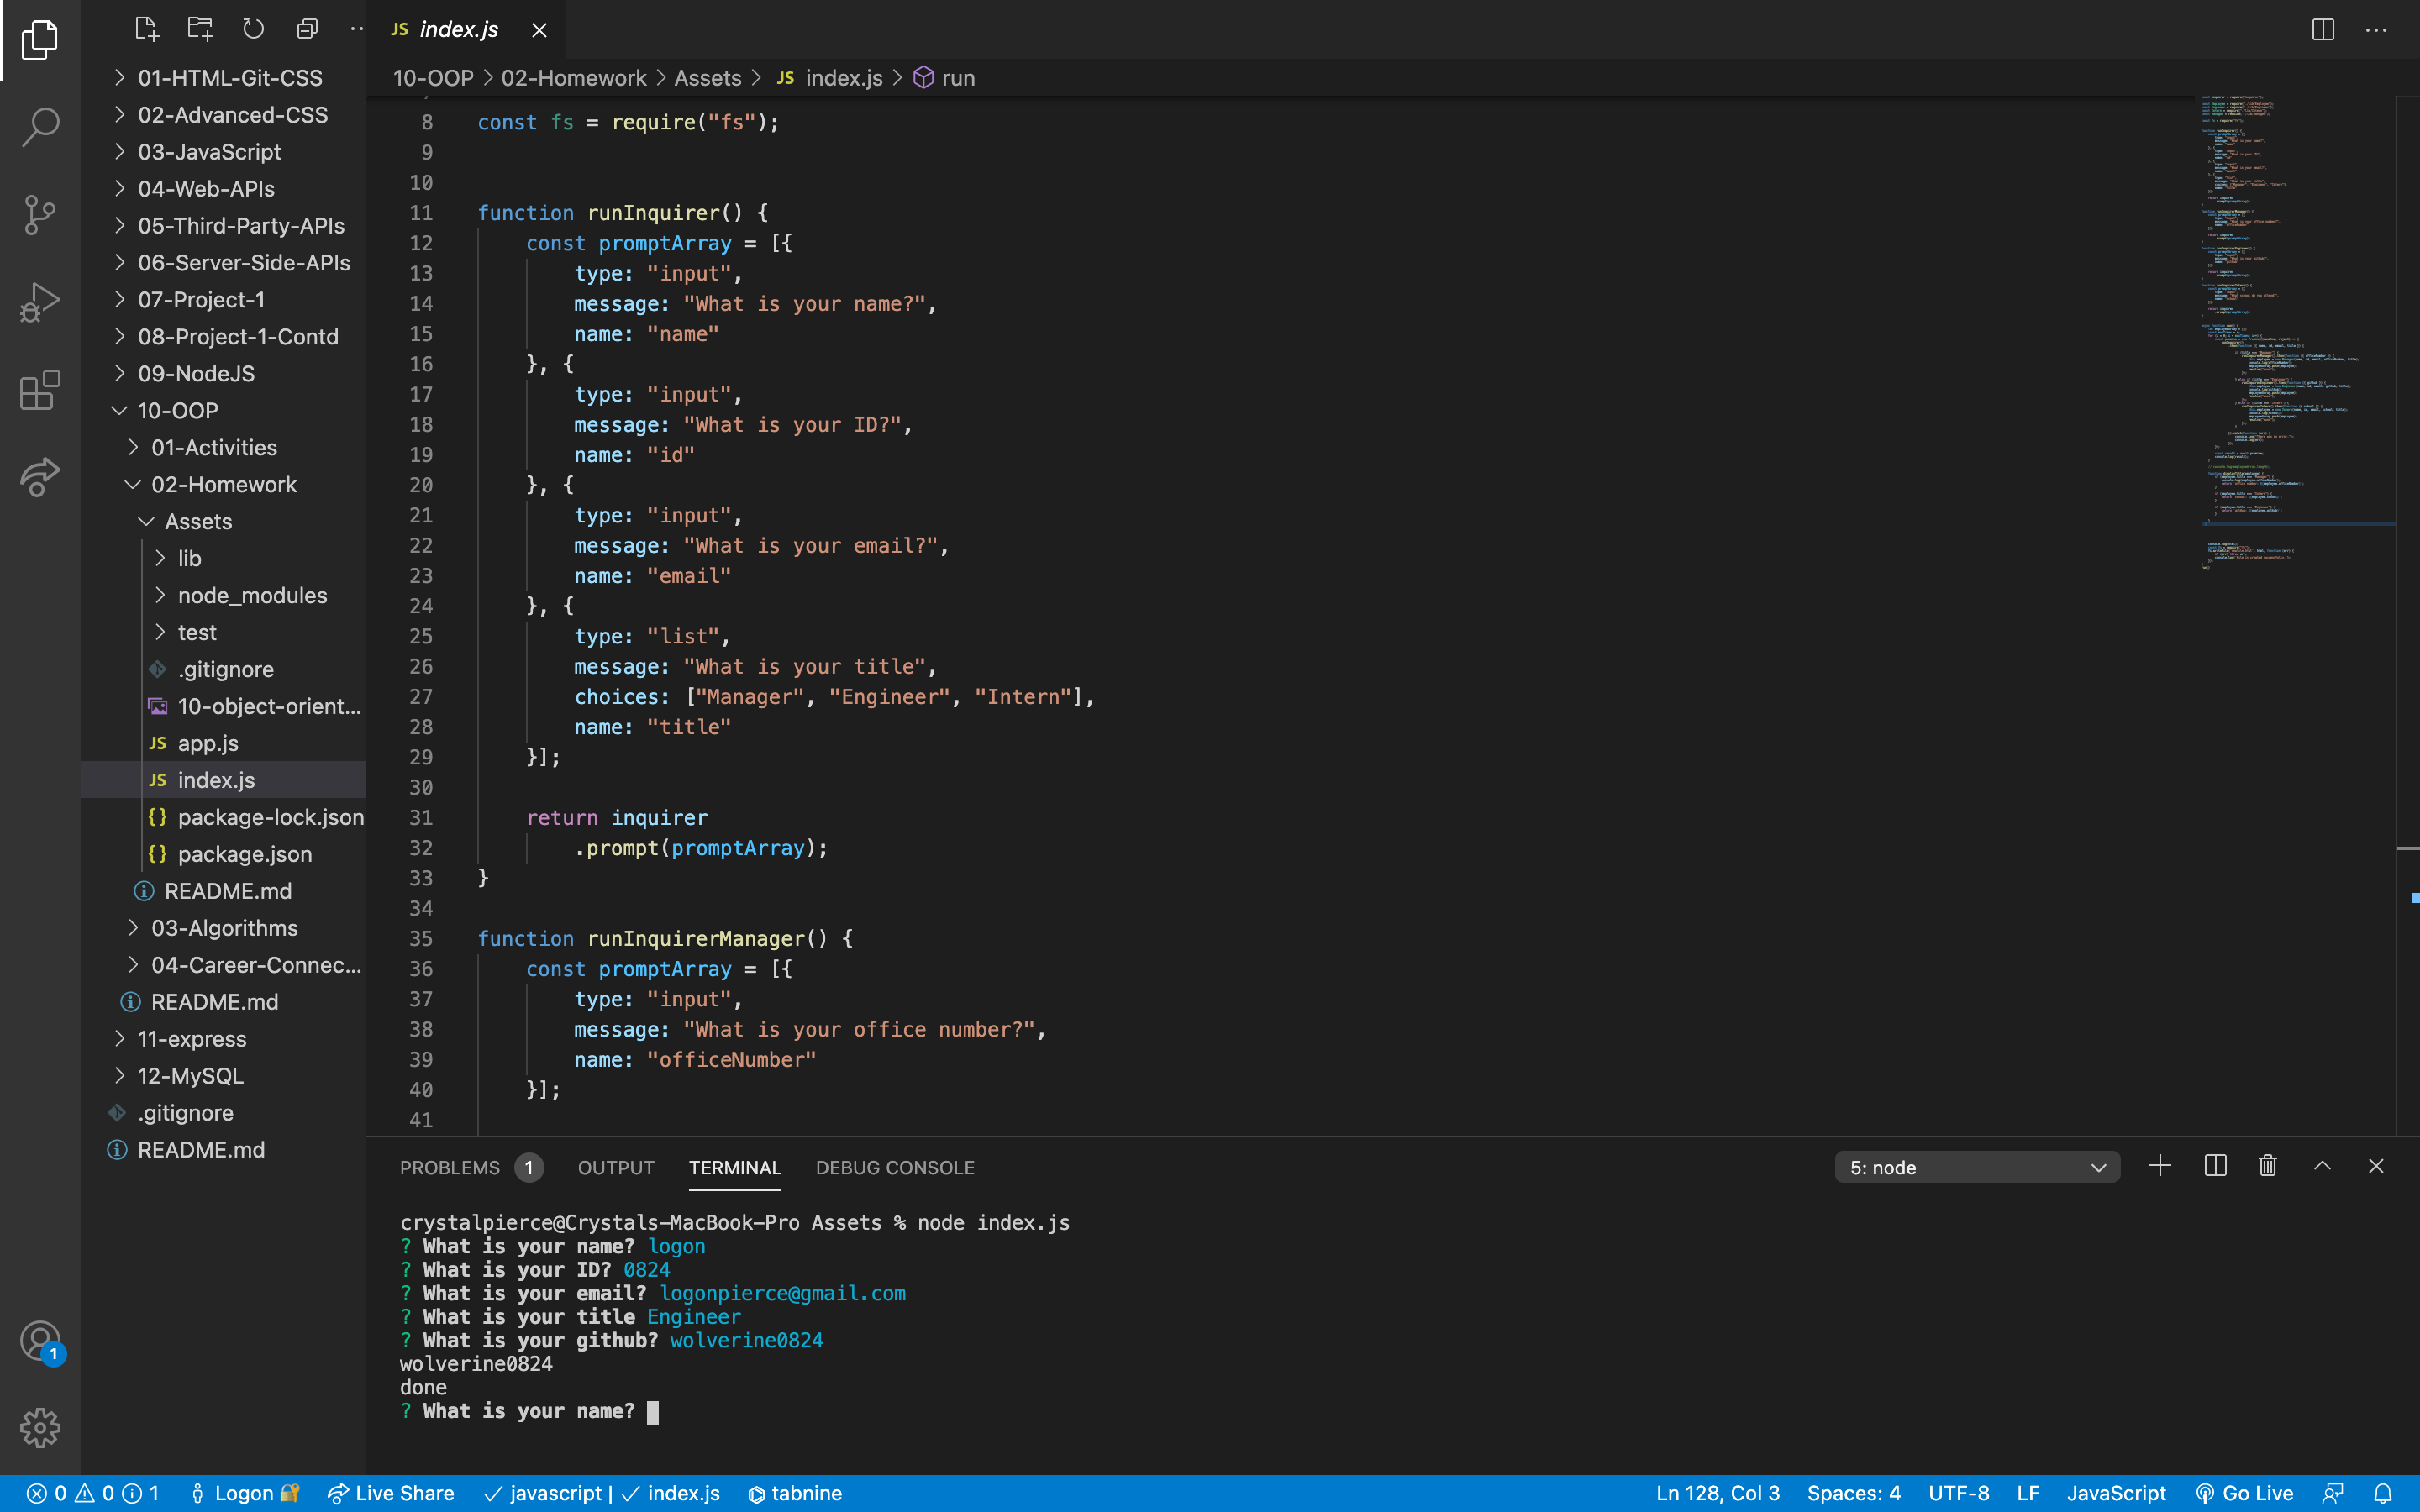 JS index.js
10-OOP > 02-Homework > Assets > JS index.js > run
01-HTML-Git-CSS
02-Advanced-CSS
03-JavaScript
04-Web-APIs
05-Third-Party-APIs
06-Server-Side-APIs
07-Project-1
08-Project-1-Contd
09-NodeJS
10-OOP
01-Activities
02-Homework
Assets
lib
node_modules
test
.gitignore
10-object-orient...
JS app.js
JS index.js
{} package-lock.json
{} package.json
README.md
03-Algorithms
04-Career-Connec...
README.md
11-express
12-MySQL
.gitignore
README.md
8 const fs = require("fs");
9
10
11 function runInquirer() {
12 const promptArray = [{
13 type: "input",
14 message: "What is your name?",
15 name: "name"
16 }, {
17 type: "input",
18 message: "What is your ID?",
19 name: "id"
20 }, {
21 type: "input",
22 message: "What is your email?",
23 name: "email"
24 }, {
25 type: "list",
26 message: "What is your title",
27 choices: ["Manager", "Engineer", "Intern"],
28 name: "title"
29 }];
30
31 return inquirer
32 .prompt(promptArray);
33 }
34
35 function runInquirerManager() {
36 const promptArray = [{
37 type: "input",
38 message: "What is your office number?",
39 name: "officeNumber"
40 }];
41
PROBLEMS 1 OUTPUT TERMINAL DEBUG CONSOLE 5: node
crystalpierce@Crystals-MacBook-Pro Assets % node index.js
? What is your name? logon
? What is your ID? 0824
? What is your email? logonpierce@gmail.com
? What is your title Engineer
? What is your github? wolverine0824
wolverine0824
done
? What is your name?
1
0 0 1 Logon Live Share javascript | index.js tabnine Ln 128, Col 3 Spaces: 4 UTF-8 LF JavaScript Go Live